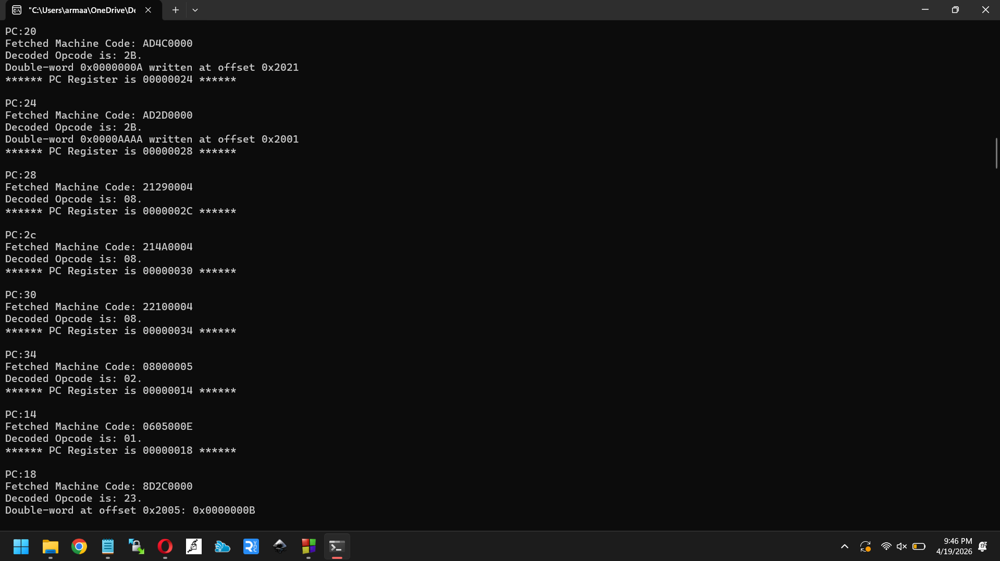 "C:\Users\armaa\OneDrive\De
PC:20
Fetched Machine Code: AD4C0000
Decoded Opcode is: 2B.
Double-word 0x0000000A written at offset 0x2021
****** PC Register is 00000024 ******
PC:24
Fetched Machine Code: AD2D0000
Decoded Opcode is: 2B.
Double-word 0x0000AAAA written at offset 0x2001
****** PC Register is 00000028 ******
PC:28
Fetched Machine Code: 21290004
Decoded Opcode is: 08.
****** PC Register is 0000002C ******
PC:2c
Fetched Machine Code: 214A0004
Decoded Opcode is: 08.
****** PC Register is 00000030 ******
PC:30
Fetched Machine Code: 22100004
Decoded Opcode is: 08.
****** PC Register is 00000034 ******
PC:34
Fetched Machine Code: 08000005
Decoded Opcode is: 02.
****** PC Register is 00000014 ******
PC:14
Fetched Machine Code: 0605000E
Decoded Opcode is: 01.
****** PC Register is 00000018 ******
PC:18
Fetched Machine Code: 8D2C0000
Decoded Opcode is: 23.
Double-word at offset 0x2005: 0x0000000B
9:46 PM
4/19/2026